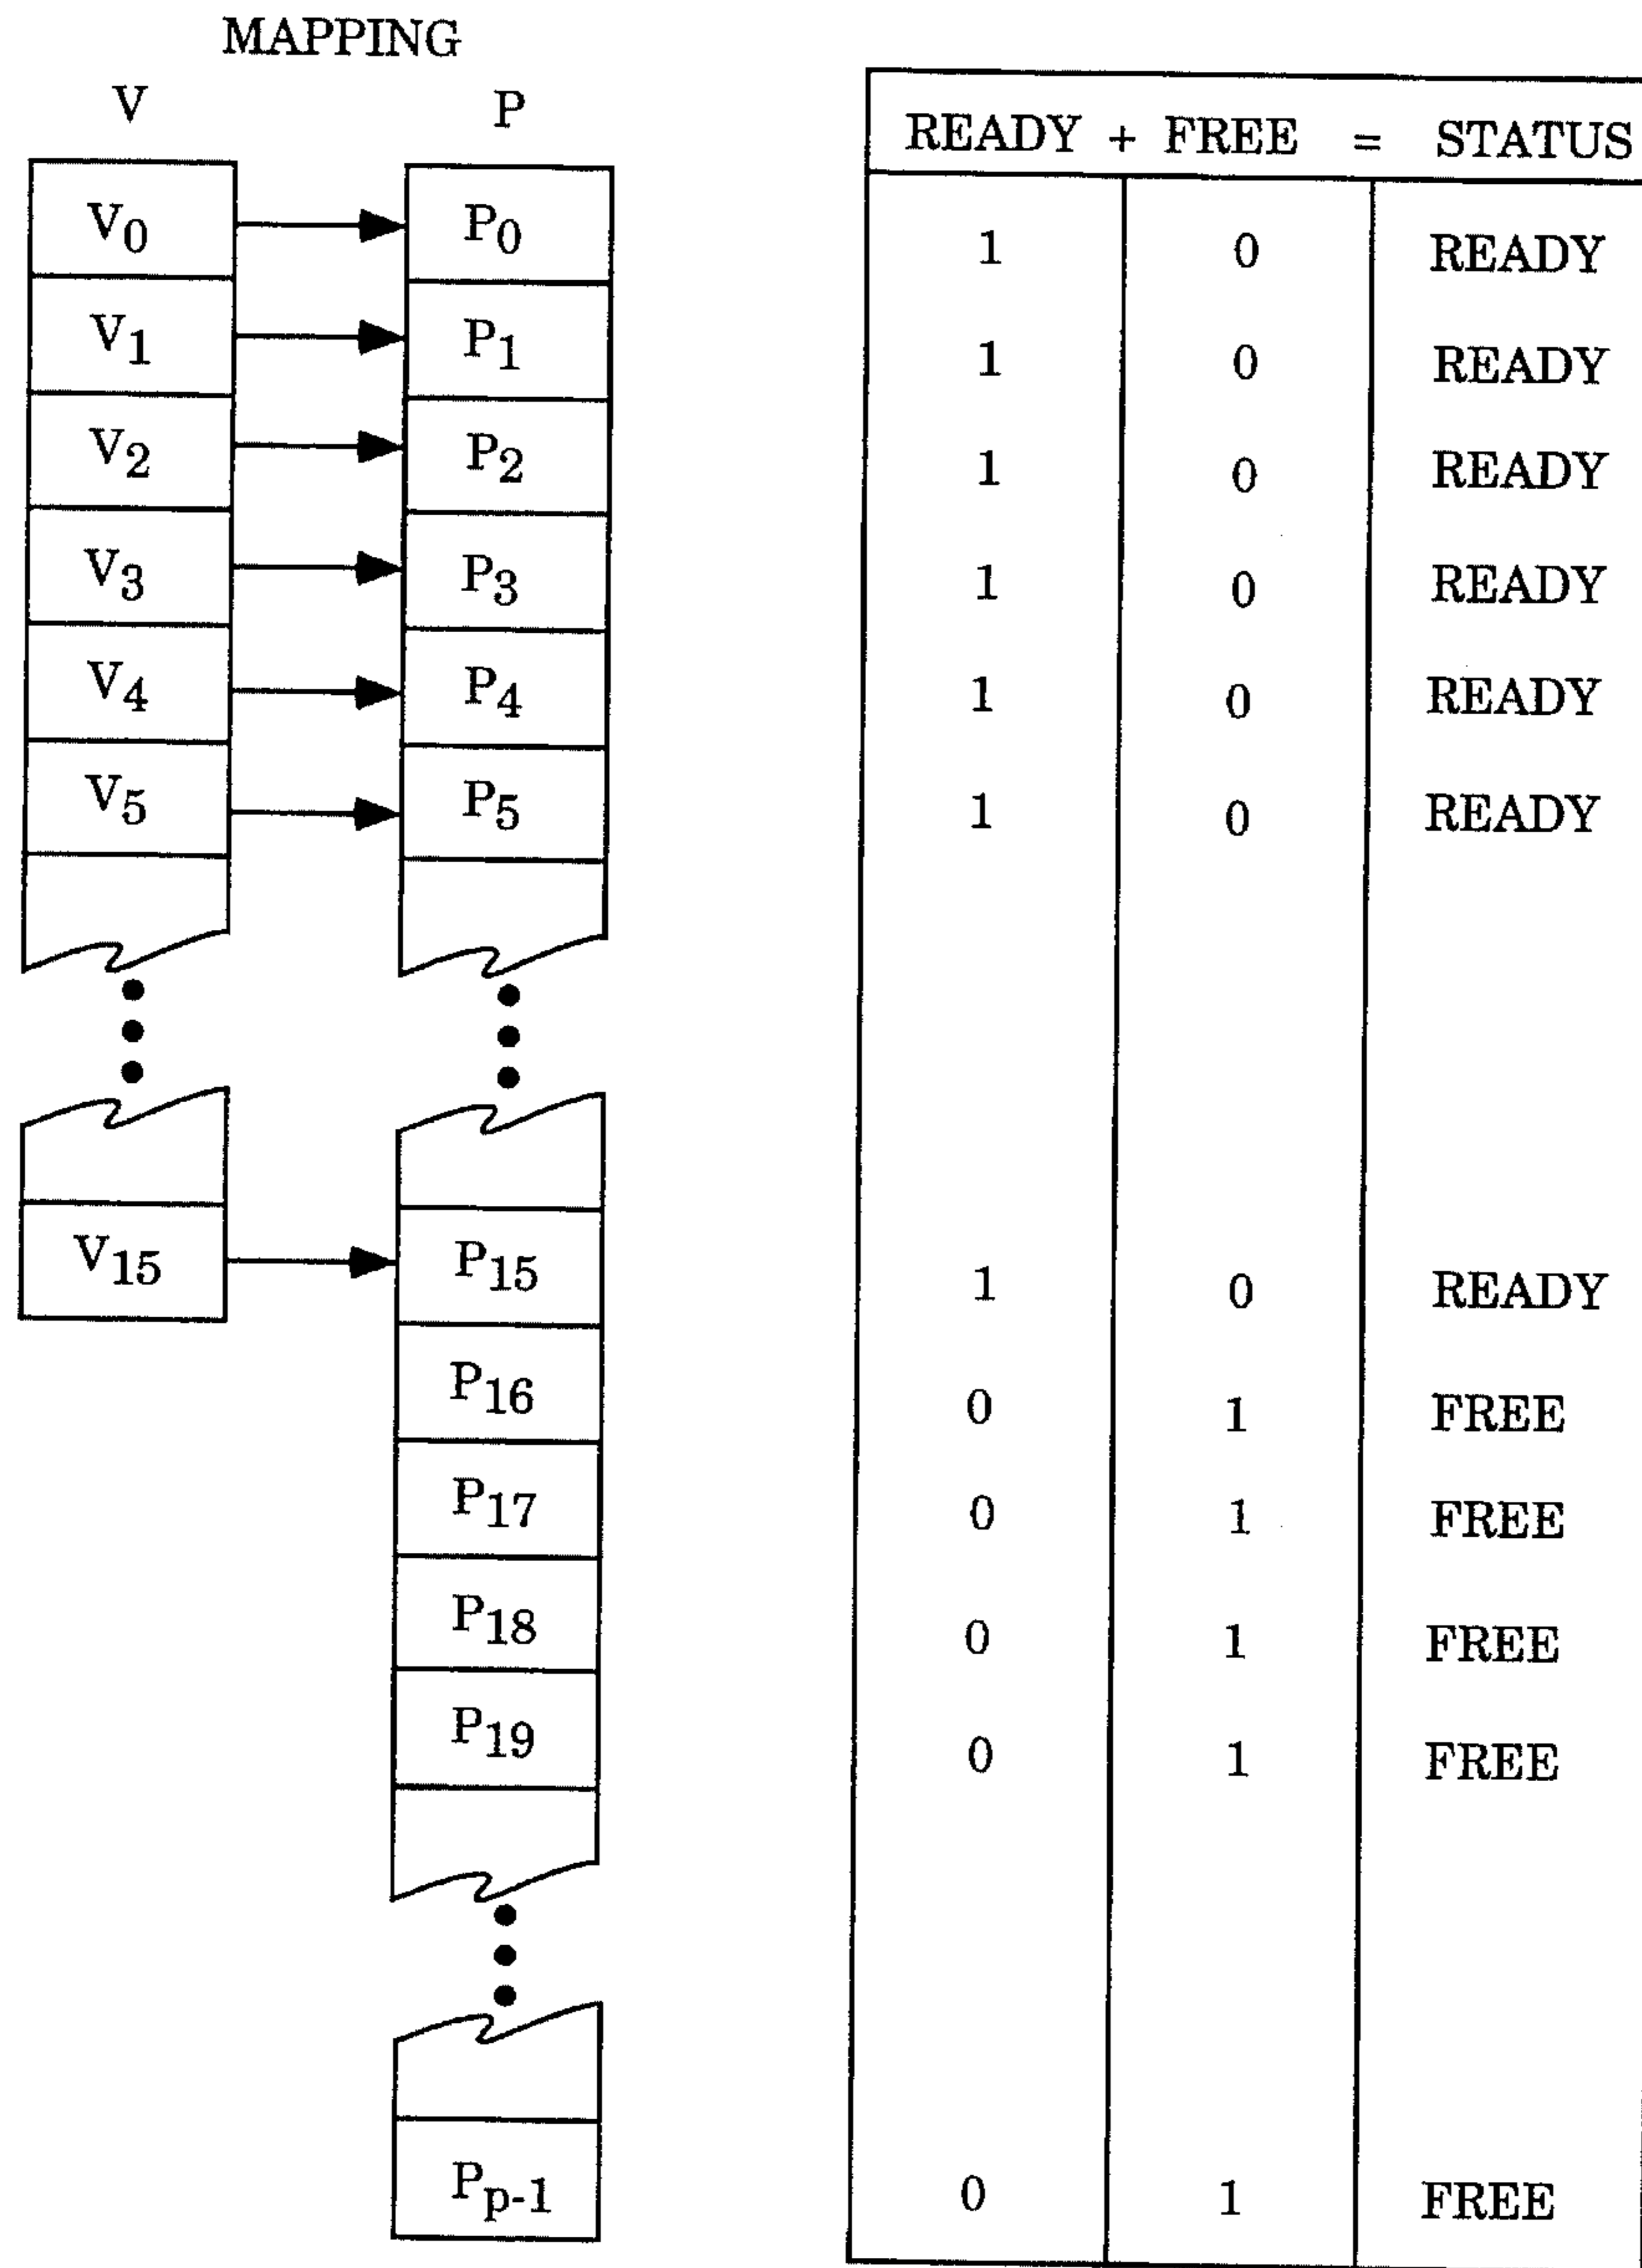 MAPPING
V P
READY + FREE = STATUS
V0 P0 1 0 READY
V1 P1 1 0 READY
V2 P2 1 0 READY
V3 P3 1 0 READY
V4 P4 1 0 READY
V5 P5 1 0 READY
V15 P15 1 0 READY
P16 0 1 FREE
P17 0 1 FREE
P18 0 1 FREE
P19 0 1 FREE
Pp-1 0 1 FREE